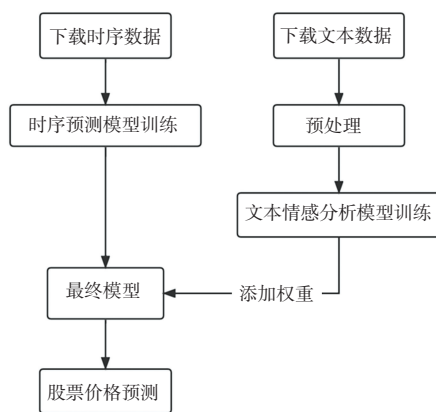 下载时序数据
下载文本数据
时序预测模型训练
预处理
文本情感分析模型训练
最终模型
添加权重
股票价格预测